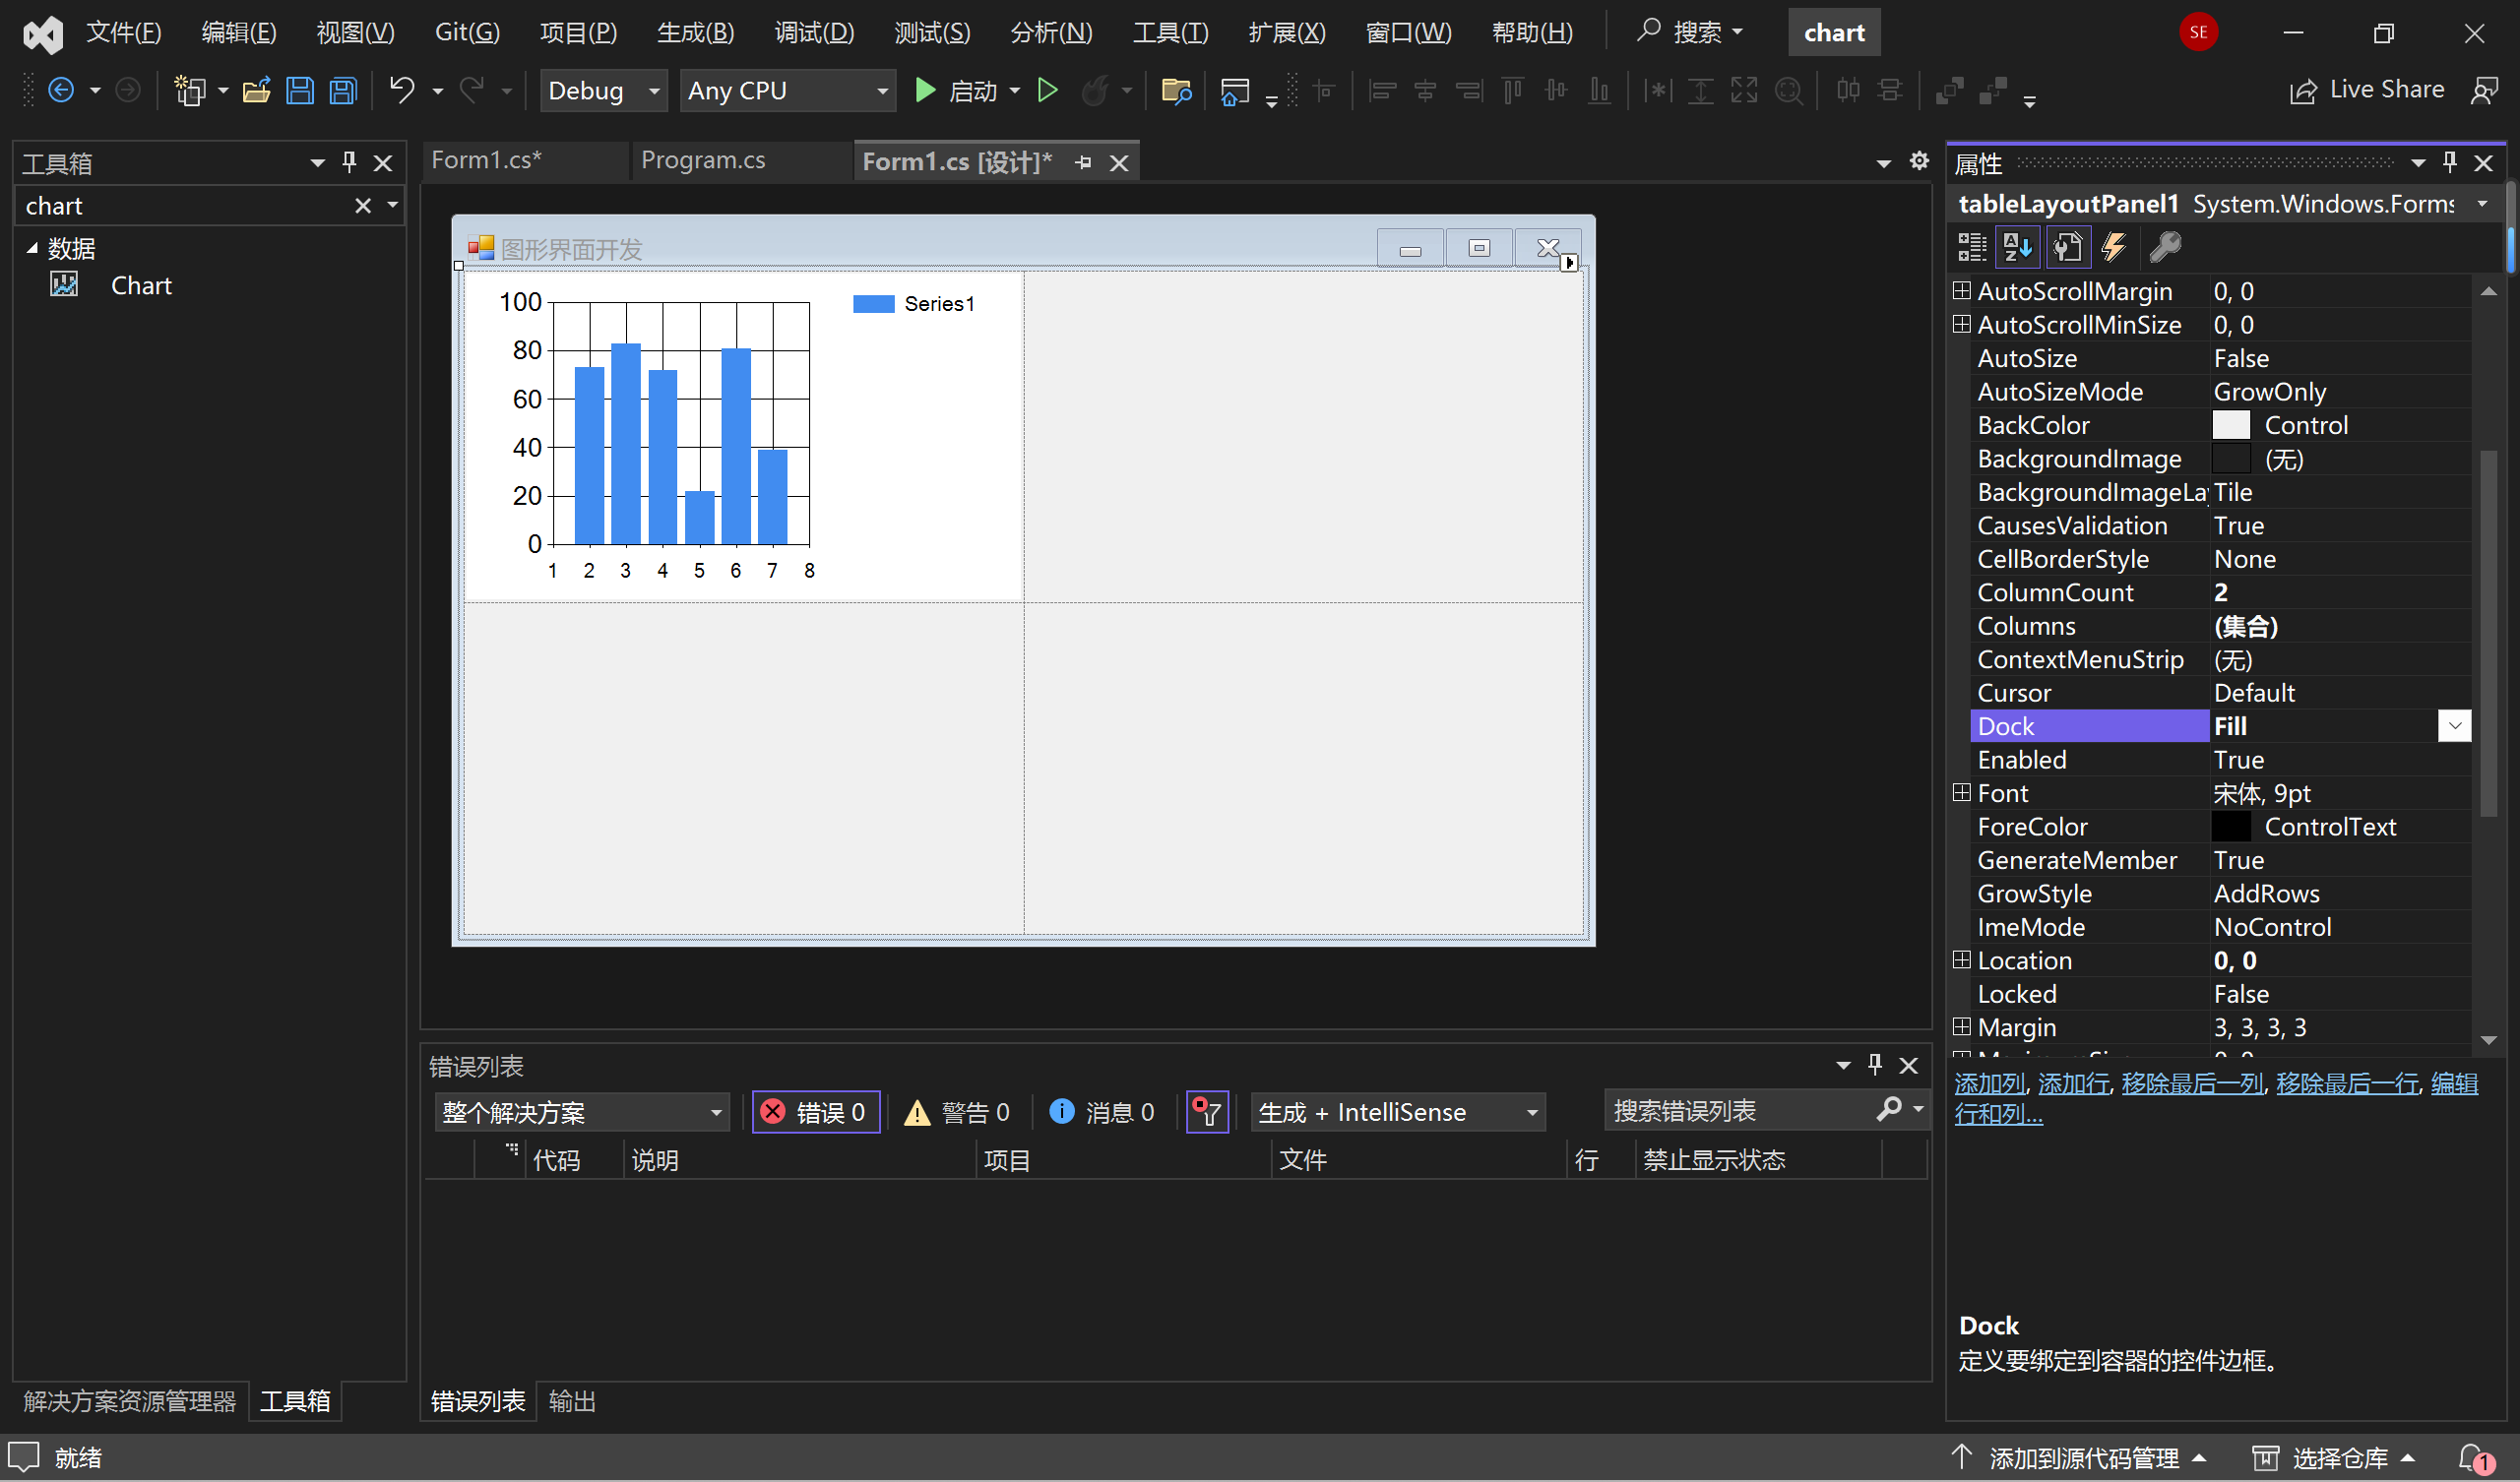 文件(F) 编辑(E) 视图(V) Git(G) 项目(P) 生成(B) 调试(D) 测试(S) 分析(N) 工具(T) 扩展(X) 窗口(W) 帮助(H) 搜索 chart SE
Debug Any CPU 启动 Live Share
工具箱
chart
数据
Chart
Form1.cs* Program.cs Form1.cs [设计]*
图形界面开发
100
80
60
40
20
0
1 2 3 4 5 6 7 8
Series1
属性
tableLayoutPanel1 System.Windows.Forms
AutoScrollMargin 0, 0
AutoScrollMinSize 0, 0
AutoSize False
AutoSizeMode GrowOnly
BackColor Control
BackgroundImage (无)
BackgroundImageLay Tile
CausesValidation True
CellBorderStyle None
ColumnCount 2
Columns (集合)
ContextMenuStrip (无)
Cursor Default
Dock Fill
Enabled True
Font 宋体, 9pt
ForeColor ControlText
GenerateMember True
GrowStyle AddRows
ImeMode NoControl
Location 0, 0
Locked False
Margin 3, 3, 3, 3
添加列, 添加行, 移除最后一列, 移除最后一行, 编辑
行和列...
Dock
定义要绑定到容器的控件边框。
错误列表
整个解决方案 错误 0 警告 0 消息 0 生成 + IntelliSense 搜索错误列表
代码 说明 项目 文件 行 禁止显示状态
解决方案资源管理器 工具箱
错误列表 输出
就绪 添加到源代码管理 选择仓库 1